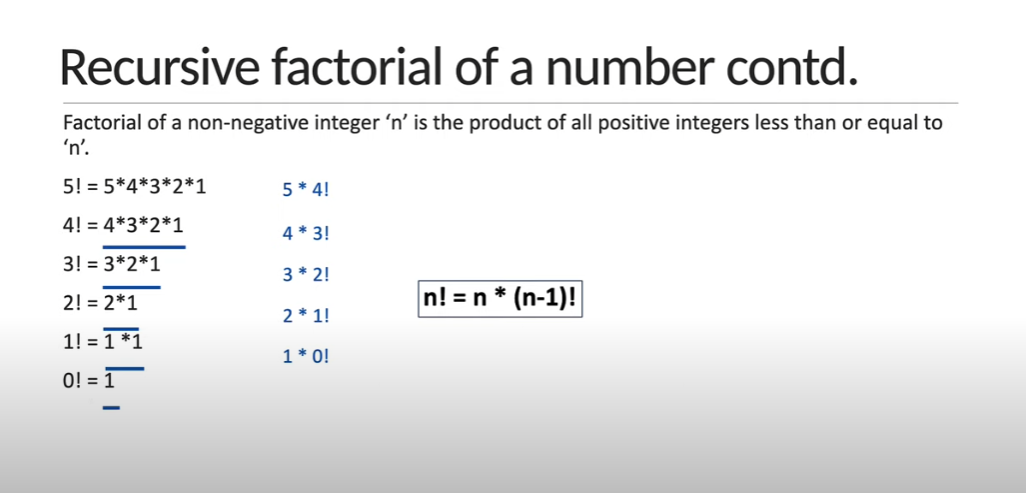 Recursive factorial of a number contd.
Factorial of a non-negative integer ‘n’ is the product of all positive integers less than or equal to
‘n’.
5! = 5*4*3*2*1
5 * 4!
4! = 4*3*2*1
4 * 3!
3! = 3*2*1
3 * 2!
n! = n * (n-1)!
2! = 2*1
2 * 1!
1! = 1 *1
1 * 0!
0! = 1